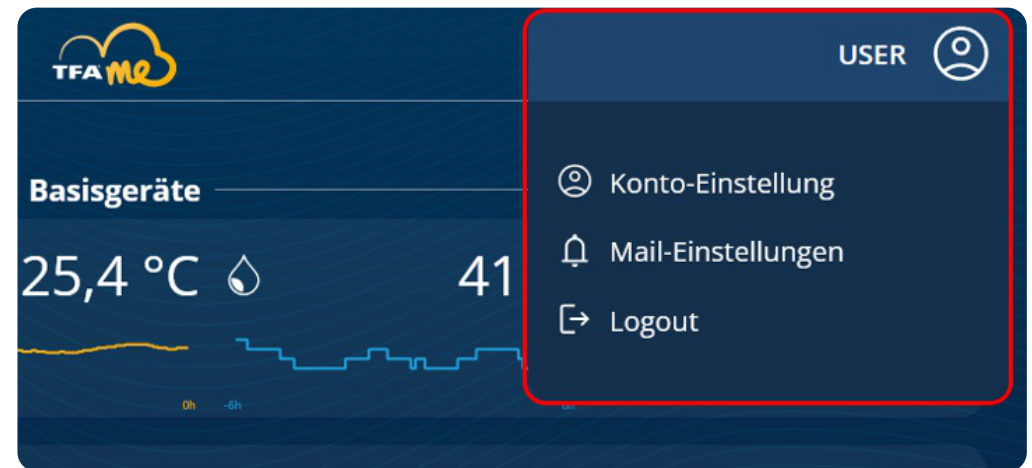 TFA me
USER
Basisgeräte
Konto-Einstellung
Mail-Einstellungen
Logout
25,4 °C
41
0h
-6h